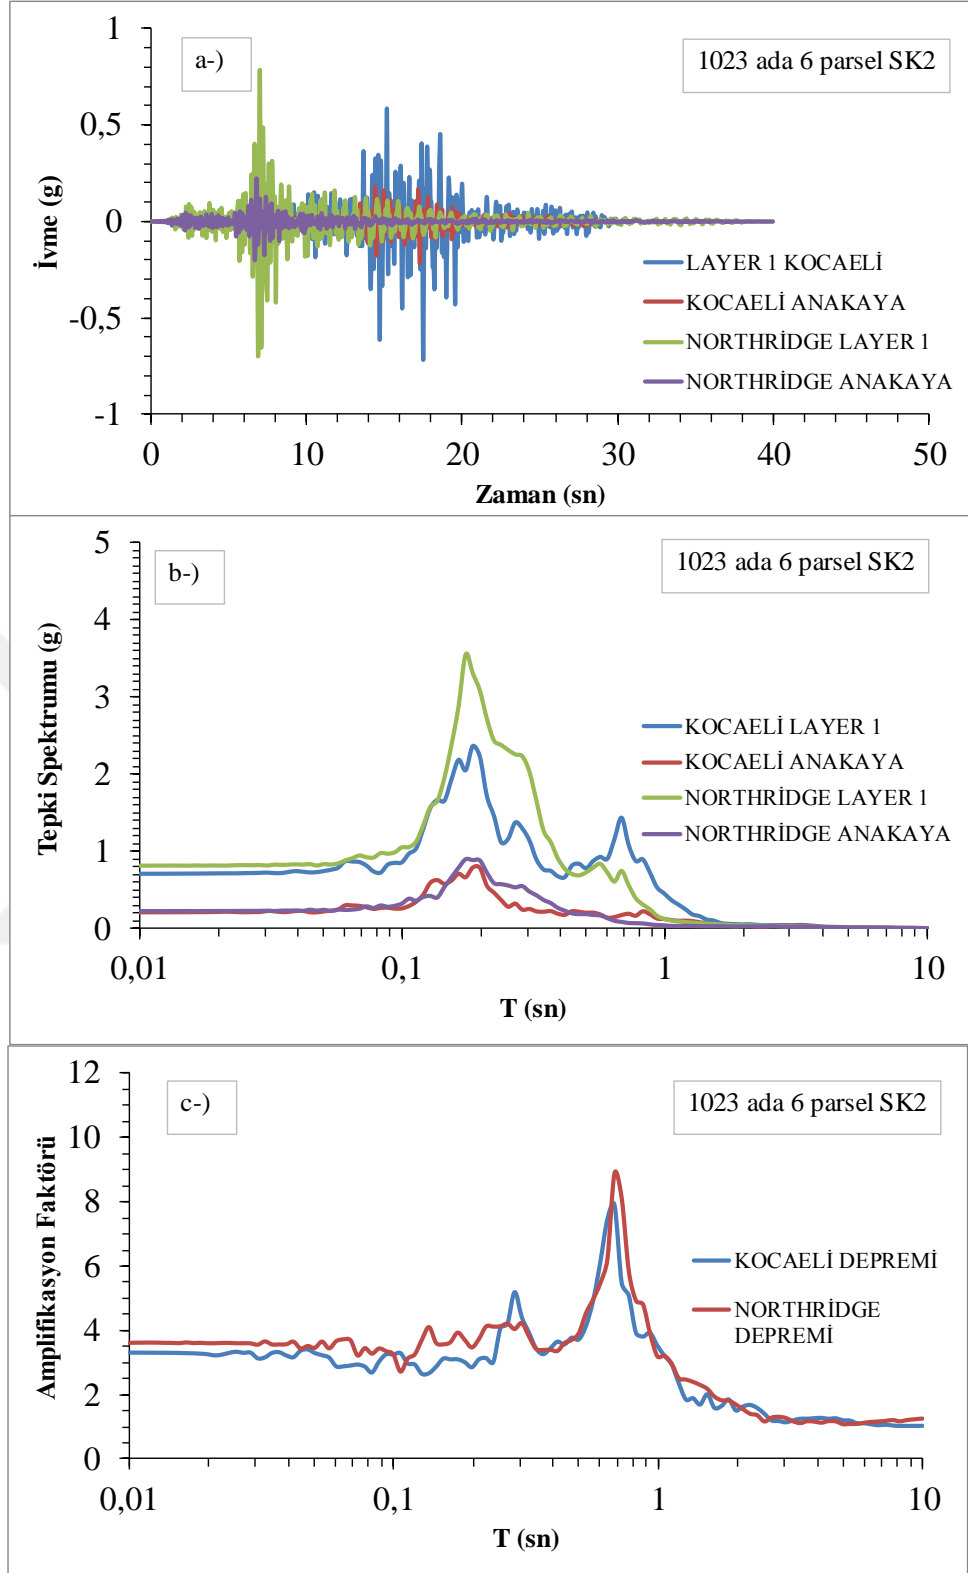 a-)
1023 ada 6 parsel SK2
İvme (g)
1
0,5
0
-0,5
-1
LAYER 1 KOCAELİ
KOCAELİ ANAKAYA
NORTHRİDGE LAYER 1
NORTHRİDGE ANAKAYA
0 10 20 30 40 50
Zaman (sn)
b-)
1023 ada 6 parsel SK2
Tepki Spektrumu (g)
5
4
3
2
1
0
KOCAELİ LAYER 1
KOCAELİ ANAKAYA
NORTHRİDGE LAYER 1
NORTHRİDGE ANAKAYA
0,01 0,1 1 10
T (sn)
c-)
1023 ada 6 parsel SK2
Amplifikasyon Faktörü
12
10
8
6
4
2
0
KOCAELİ DEPREMİ
NORTHRİDGE
DEPREMİ
0,01 0,1 1 10
T (sn)